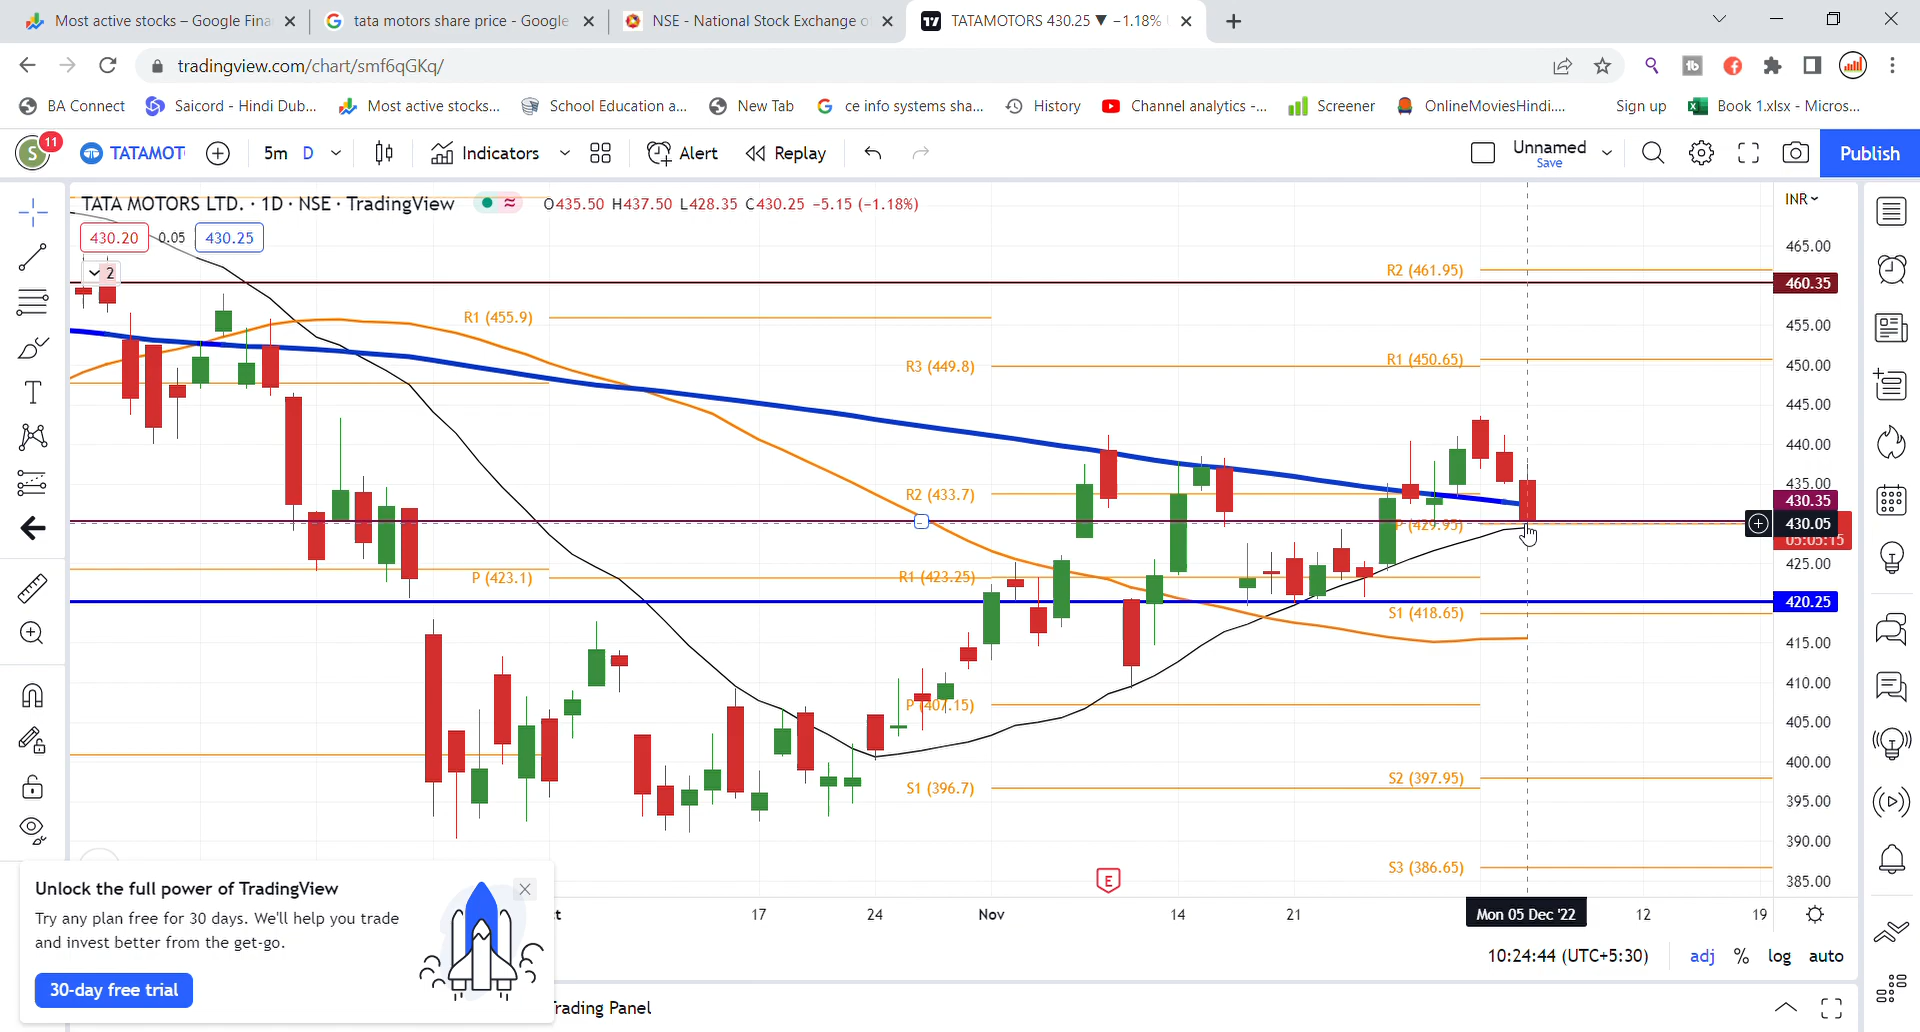 Most active stocks – Google Fina
tata motors share price - Google
NSE - National Stock Exchange o
TATAMOTORS 430.25 ▼ −1.18%
tradingview.com/chart/smf6qGKq/
BA Connect
Saicord - Hindi Dub...
Most active stocks...
School Education a...
New Tab
ce info systems sha...
History
Channel analytics -...
Screener
OnlineMoviesHindi....
Sign up
Book 1.xlsx - Micros...
S 11
TATAMOT
5m D
Indicators
Alert
Replay
Unnamed
Save
Publish
TATA MOTORS LTD. · 1D · NSE · TradingView
O435.50 H437.50 L428.35 C430.25 −5.15 (−1.18%)
INR
430.20 0.05 430.25
2
465.00
R2 (461.95)
460.35
R1 (455.9)
455.00
R1 (450.65)
R3 (449.8)
450.00
445.00
440.00
435.00
R2 (433.7)
430.35
P (429.95)
430.05
05:05:15
425.00
P (423.1)
R1 (423.25)
420.25
S1 (418.65)
415.00
410.00
P (407.15)
405.00
400.00
S2 (397.95)
S1 (396.7)
395.00
390.00
S3 (386.65)
385.00
E
17
24
Nov
14
21
Mon 05 Dec '22
12
19
Unlock the full power of TradingView
Try any plan free for 30 days. We'll help you trade
and invest better from the get-go.
30-day free trial
10:24:44 (UTC+5:30)
adj
%
log
auto
rading Panel